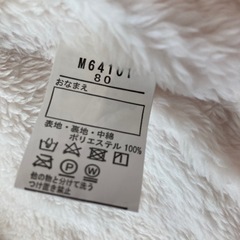 M64101
80
おなまえ
表地・裏地・中綿
ポリエステル 100%
他の物と分けて洗う
つけ置き禁止